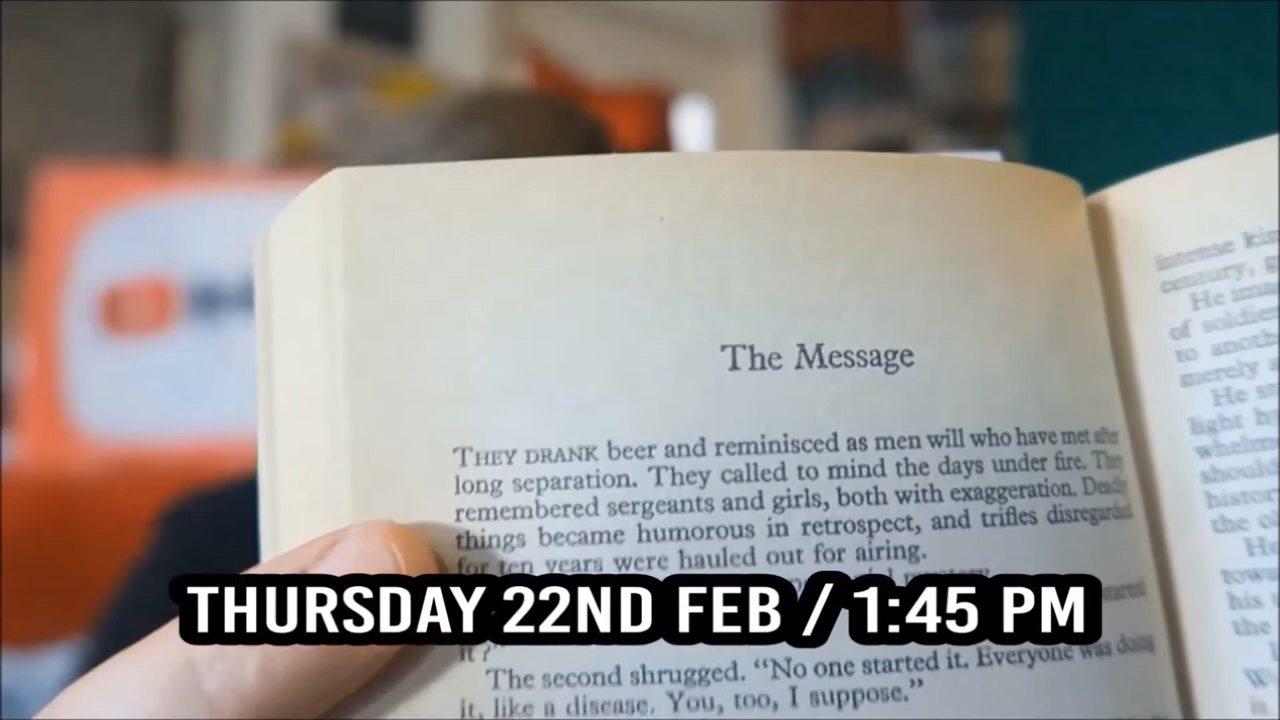 The Message
THEY DRANK beer and reminisced as men will who have met after
long separation. They called to mind the days under fire. They
remembered sergeants and girls, both with exaggeration. Deadly
things became humorous in retrospect, and trifles disregarded
for ten years were hauled out for airing.
THURSDAY 22ND FEB / 1:45 PM
it?"
The second shrugged. “No one started it. Everyone was doing
it, like a disease. You, too, I suppose.”
intense
century,
He
of soldie
to anoth
merely
He
light
the
He
his
the